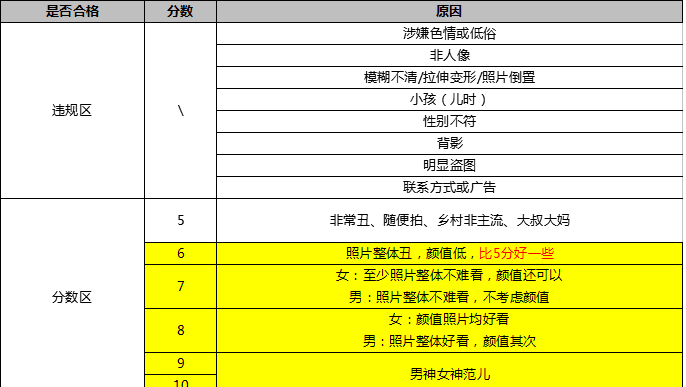 是否合格 分数 原因
涉嫌色情或低俗
非人像
模糊不清/拉伸变形/照片倒置
小孩（儿时）
违规区 \
性别不符
背影
明显盗图
联系方式或广告
5 非常丑、随便拍、乡村非主流、大叔大妈
6 照片整体丑，颜值低，比5分好一些
分数区 7 女：至少照片整体不难看，颜值还可以
男：照片整体不难看，不考虑颜值
8 女：颜值照片均好看
男：照片整体好看，颜值其次
9
男神女神范儿
10